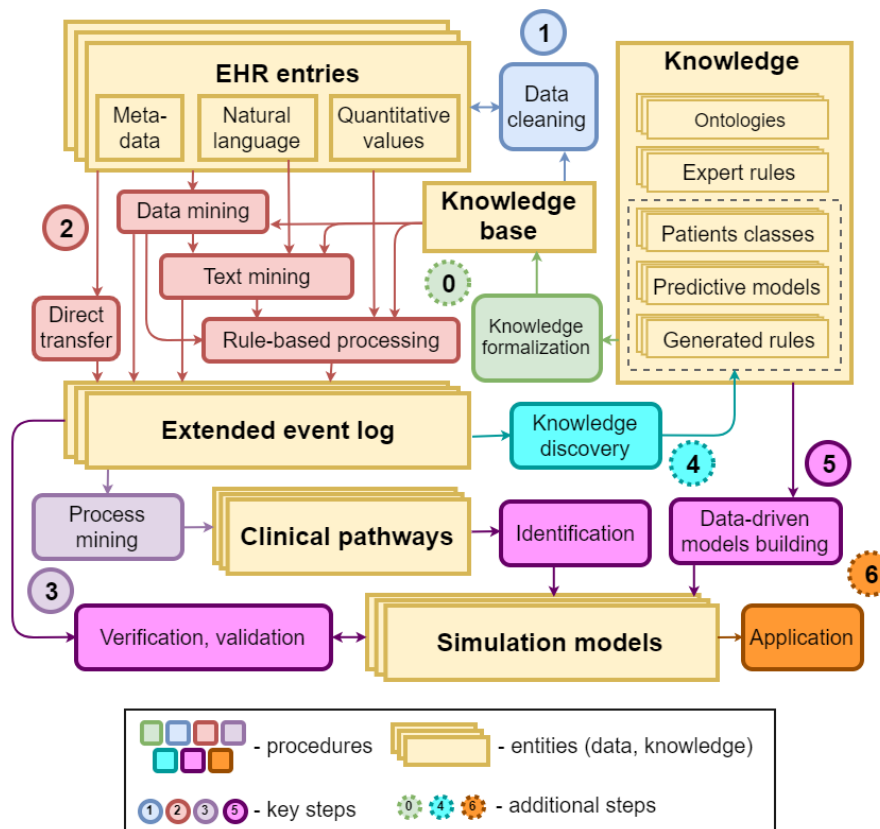 1
EHR entries
Meta-
data
Natural
language
Quantitative
values
Data
cleaning
Knowledge
Ontologies
Expert rules
Patients classes
Predictive models
Generated rules
2
Data mining
Knowledge
base
Text mining
0
Direct
transfer
Rule-based processing
Knowledge
formalization
Extended event log
Knowledge
discovery
4
5
Process
mining
Clinical pathways
Identification
Data-driven
models building
3
6
Verification, validation
Simulation models
Application
- procedures
- entities (data, knowledge)
1 2 3 5 - key steps
0 4 6 - additional steps